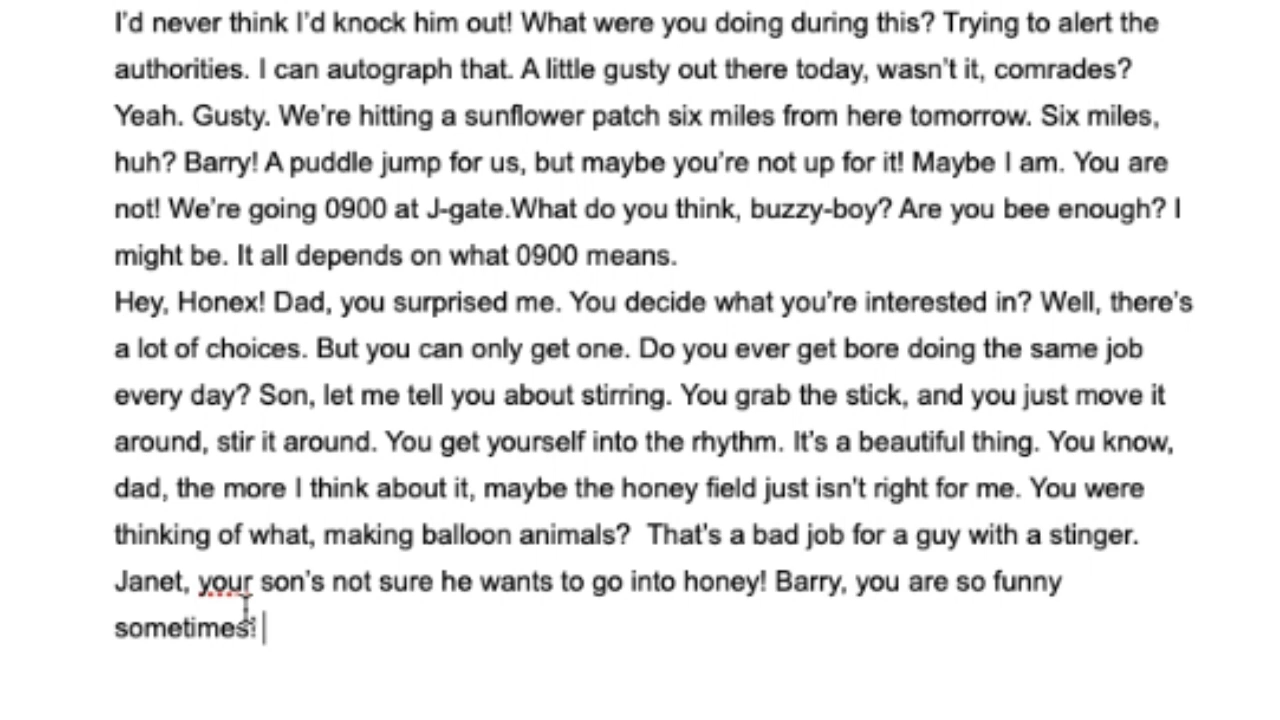 I'd never think I'd knock him out! What were you doing during this? Trying to alert the
authorities. I can autograph that. A little gusty out there today, wasn't it, comrades?
Yeah. Gusty. We're hitting a sunflower patch six miles from here tomorrow. Six miles,
huh? Barry! A puddle jump for us, but maybe you're not up for it! Maybe I am. You are
not! We're going 0900 at J-gate.What do you think, buzzy-boy? Are you bee enough? I
might be. It all depends on what 0900 means.
Hey, Honex! Dad, you surprised me. You decide what you're interested in? Well, there's
a lot of choices. But you can only get one. Do you ever get bore doing the same job
every day? Son, let me tell you about stirring. You grab the stick, and you just move it
around, stir it around. You get yourself into the rhythm. It's a beautiful thing. You know,
dad, the more I think about it, maybe the honey field just isn't right for me. You were
thinking of what, making balloon animals?  That's a bad job for a guy with a stinger.
Janet, your son's not sure he wants to go into honey! Barry, you are so funny
sometimes!